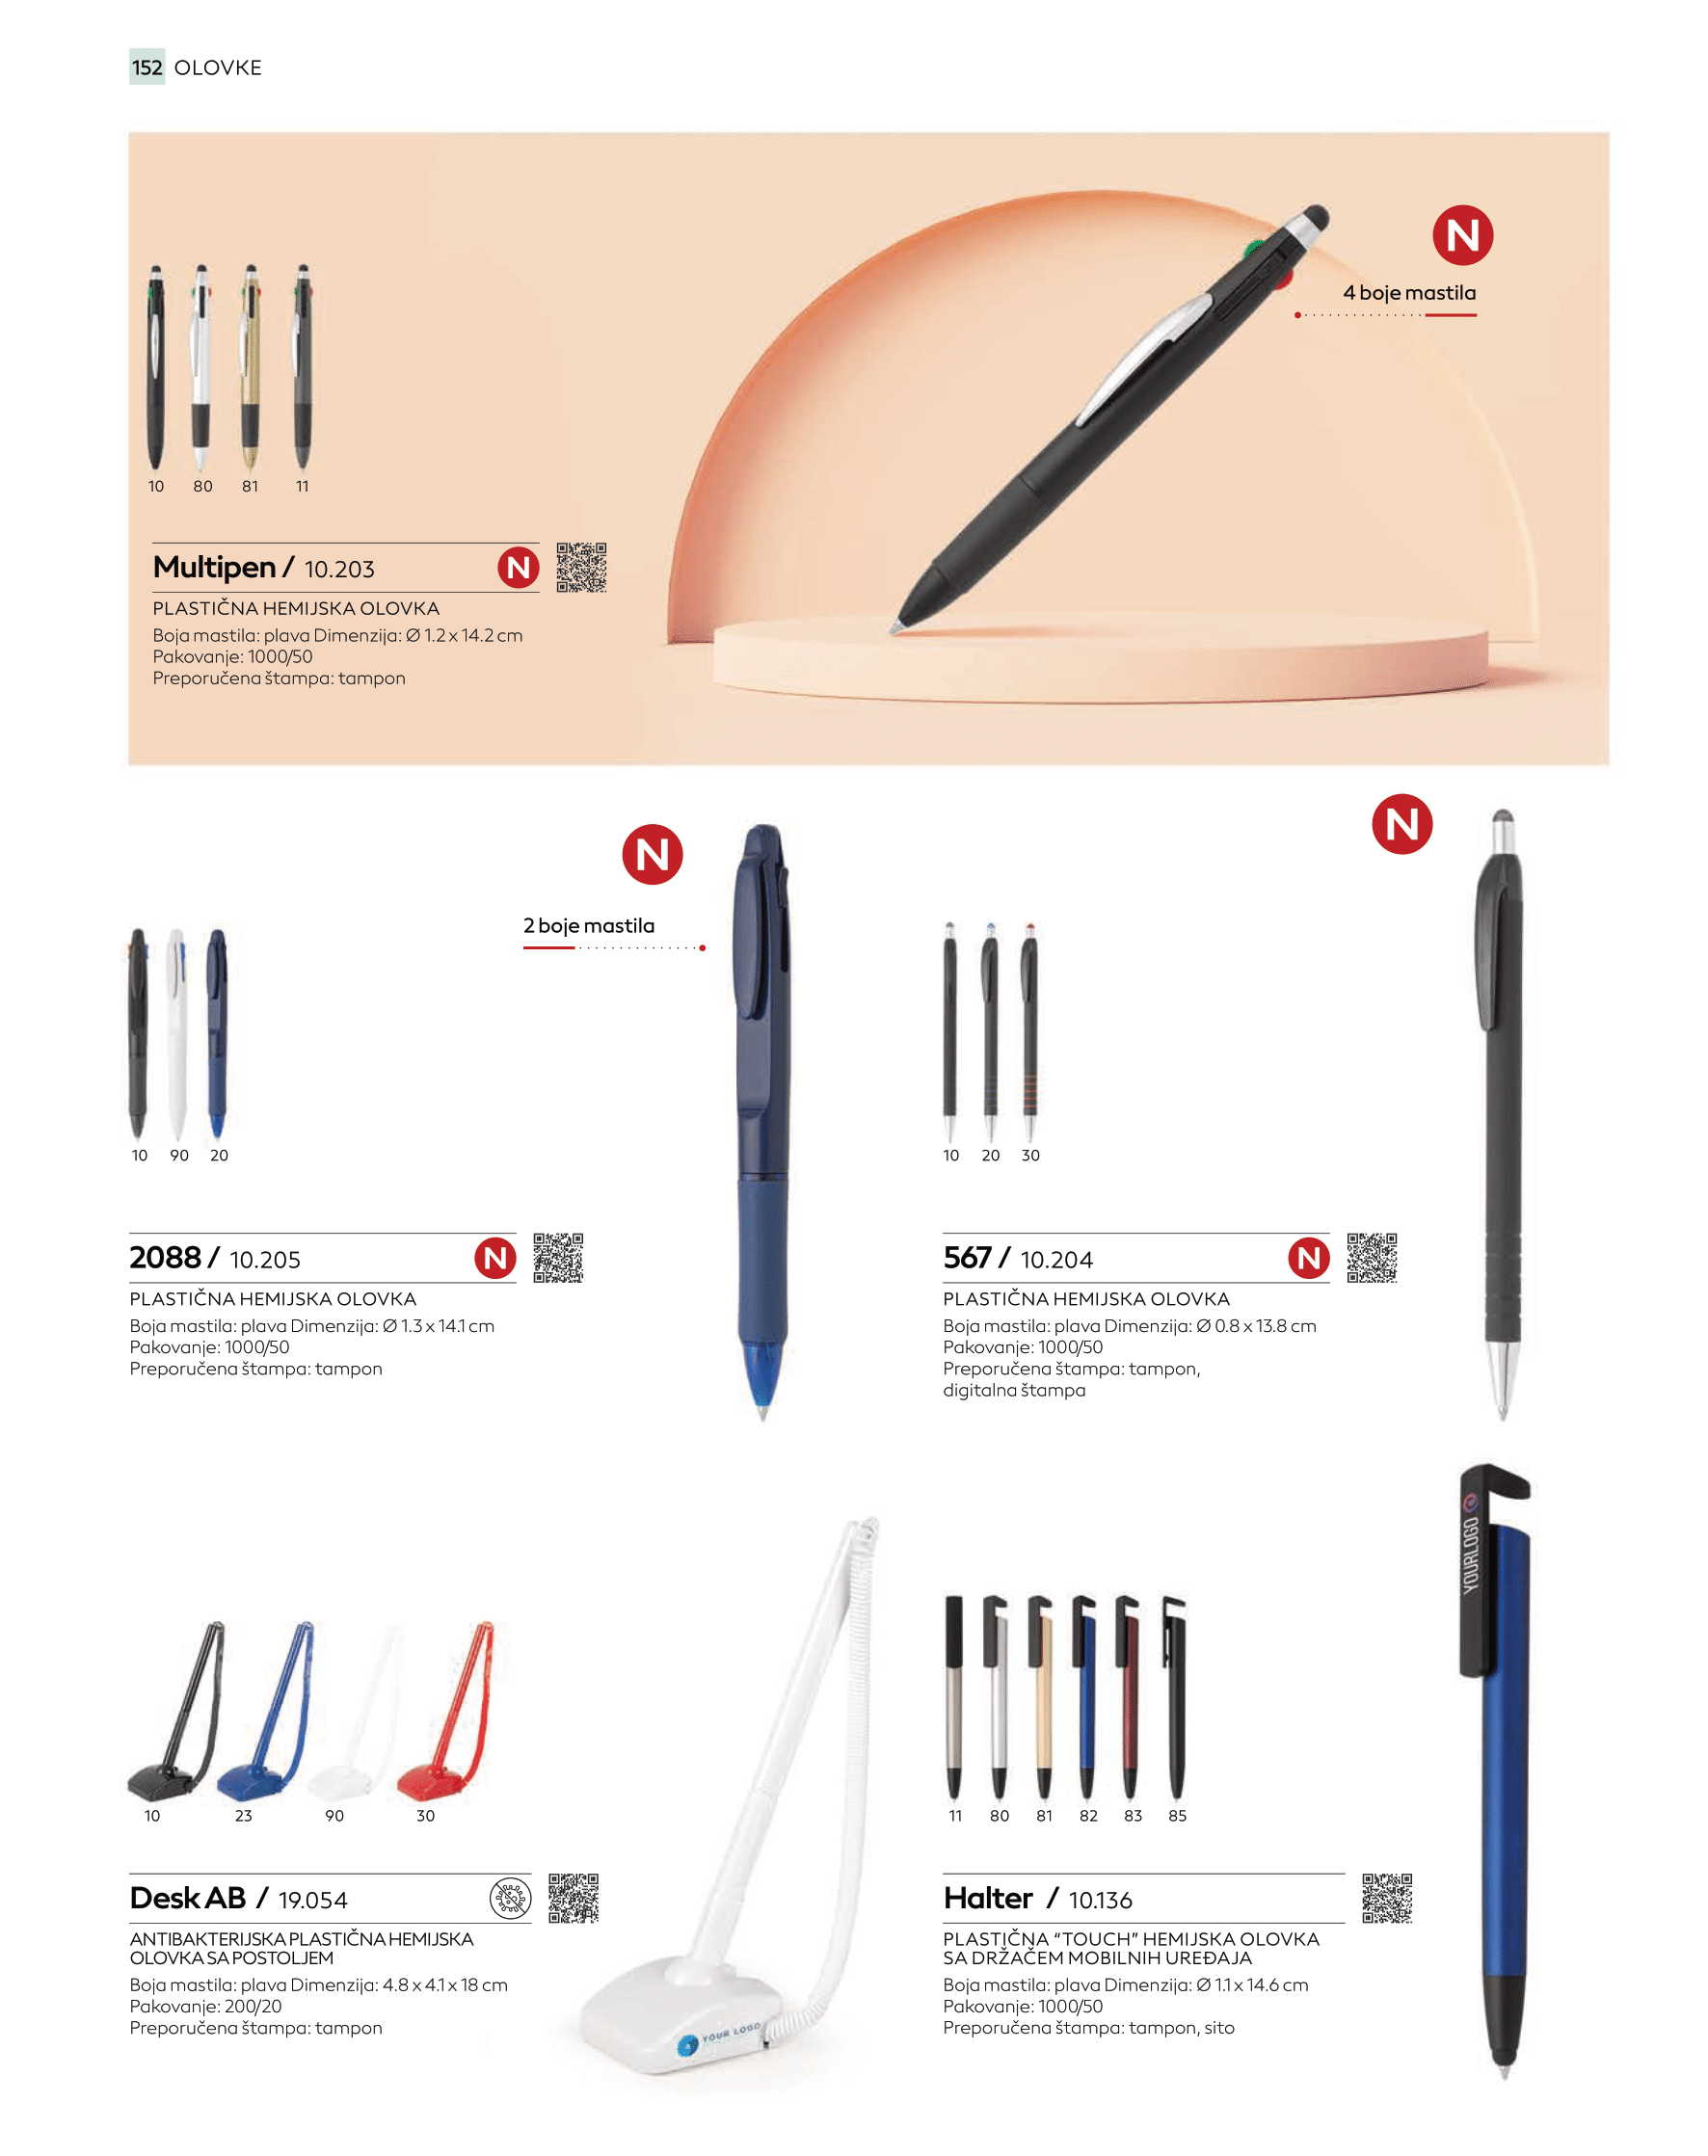 152 OLOVKE
N
4 boje mastila
10 80 81 11
Multipen / 10.203 N
PLASTIČNA HEMIJSKA OLOVKA
Boja mastila: plava Dimenzija: Ø 1.2 x 14.2 cm
Pakovanje: 1000/50
Preporučena štampa: tampon
N
2 boje mastila
10 90 20
2088 / 10.205 N
PLASTIČNA HEMIJSKA OLOVKA
Boja mastila: plava Dimenzija: Ø 1.3 x 14.1 cm
Pakovanje: 1000/50
Preporučena štampa: tampon
N
10 20 30
567 / 10.204 N
PLASTIČNA HEMIJSKA OLOVKA
Boja mastila: plava Dimenzija: Ø 0.8 x 13.8 cm
Pakovanje: 1000/50
Preporučena štampa: tampon,
digitalna štampa
10 23 90 30
Desk AB / 19.054
ANTIBAKTERIJSKA PLASTIČNA HEMIJSKA
OLOVKA SA POSTOLJEM
Boja mastila: plava Dimenzija: 4.8 x 4.1 x 18 cm
Pakovanje: 200/20
Preporučena štampa: tampon
YOUR LOGO
YOURLOGO
11 80 81 82 83 85
Halter / 10.136
PLASTIČNA “TOUCH” HEMIJSKA OLOVKA
SA DRŽAČEM MOBILNIH UREĐAJA
Boja mastila: plava Dimenzija: Ø 1.1 x 14.6 cm
Pakovanje: 1000/50
Preporučena štampa: tampon, sito